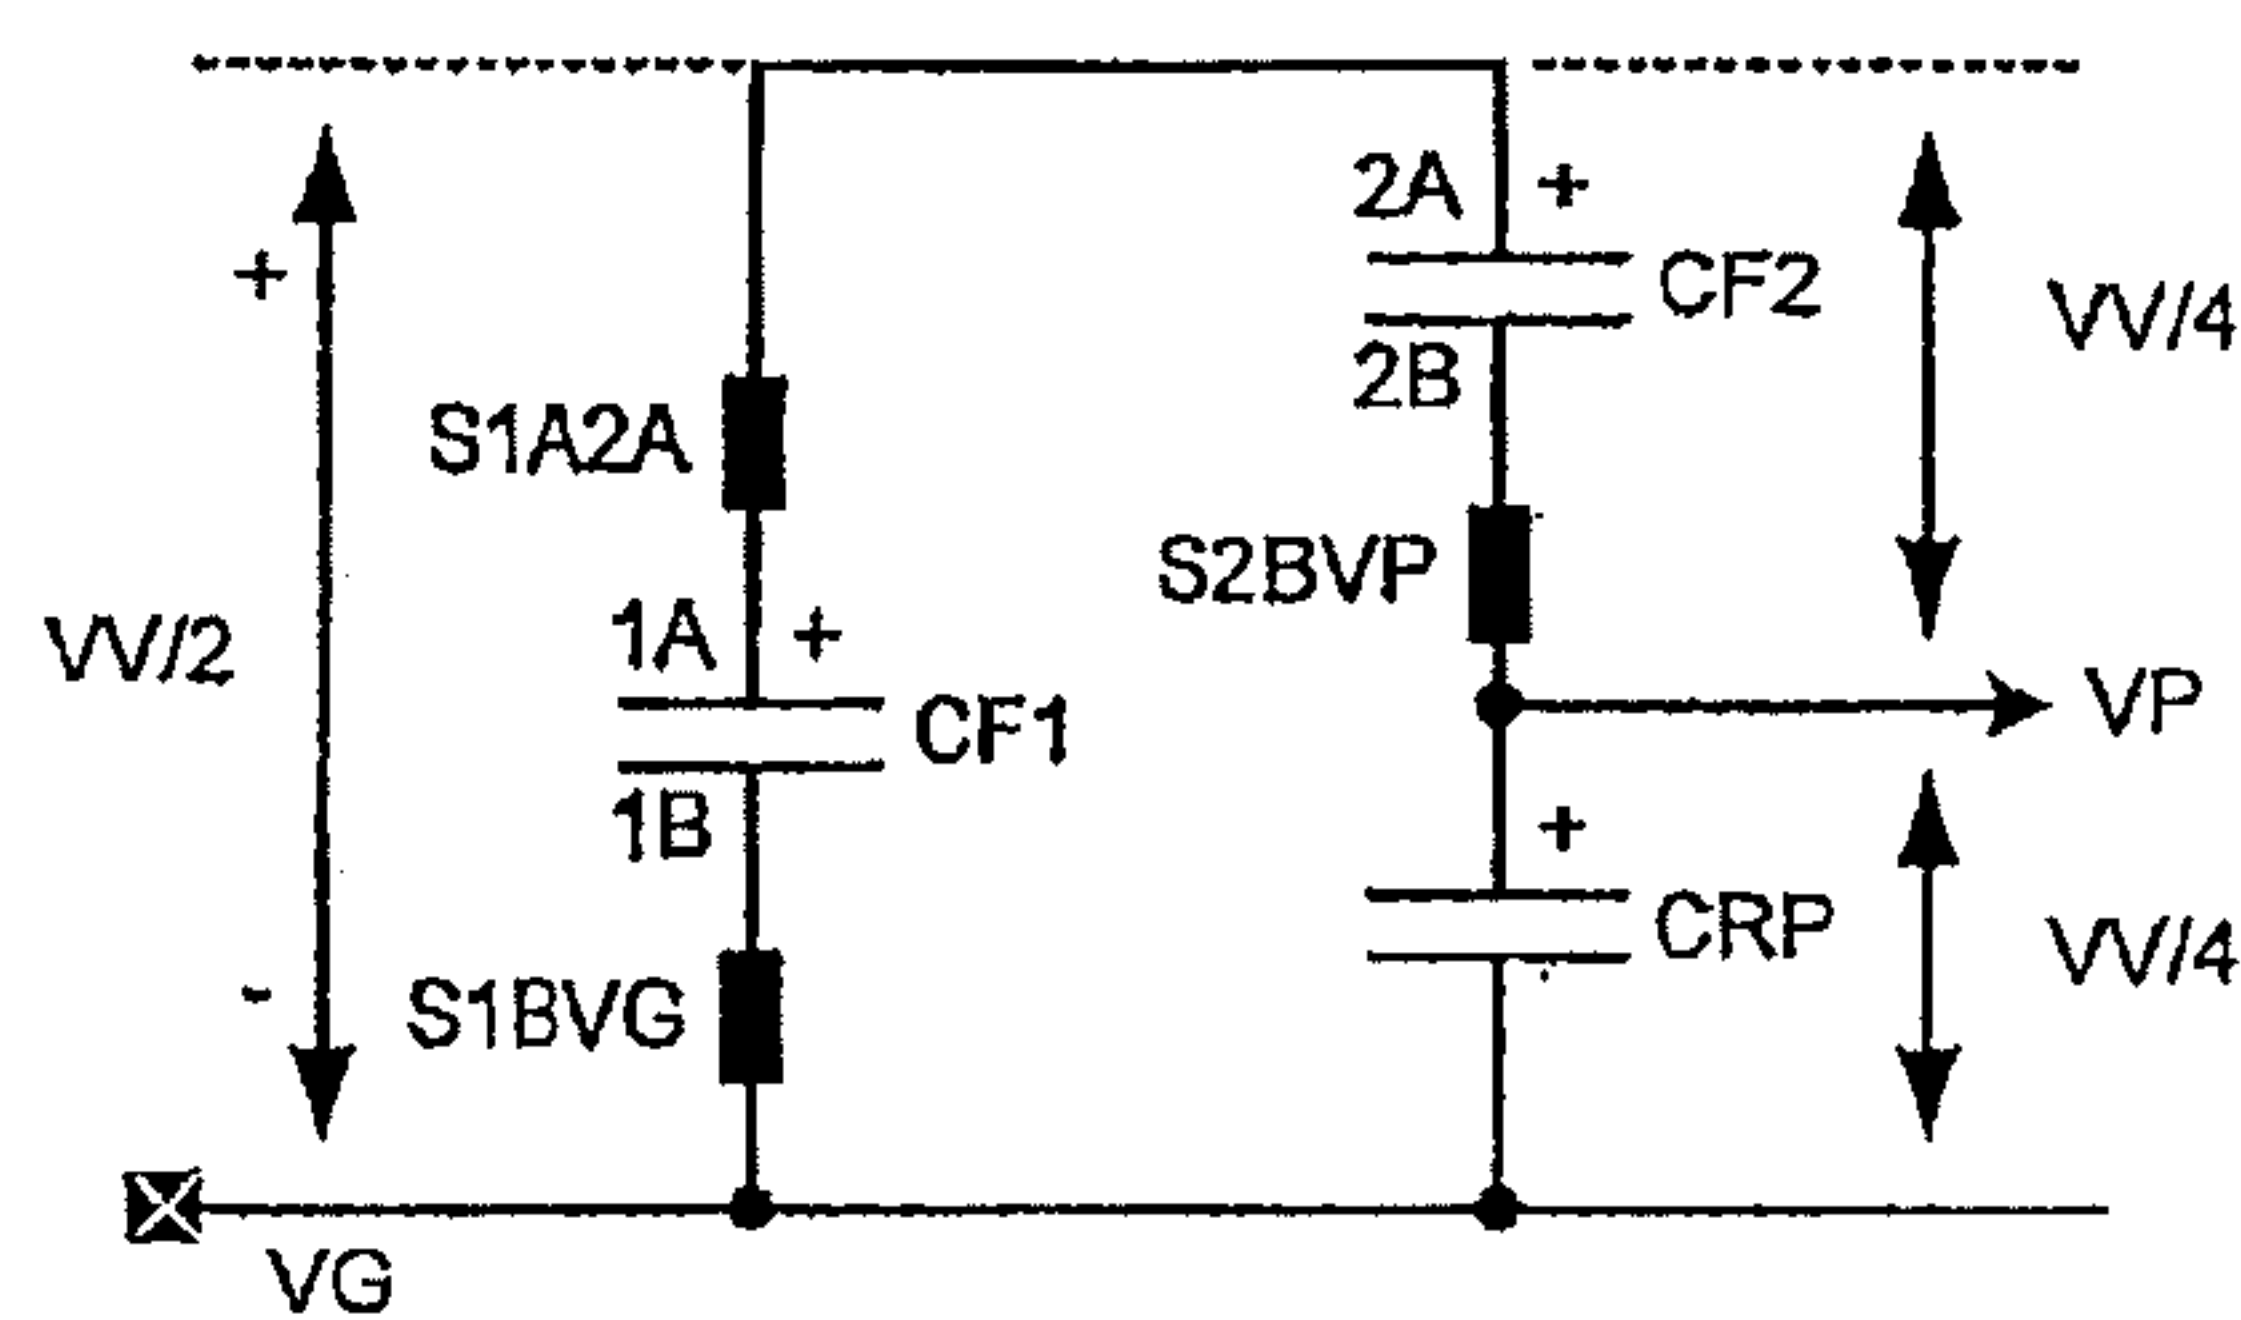 2A +
CF2
+
VV/4
2B
S1A2A
S2BVP
1A +
VV/2
VP
CF1
1B
+
CRP
VV/4
-
S1BVG
VG